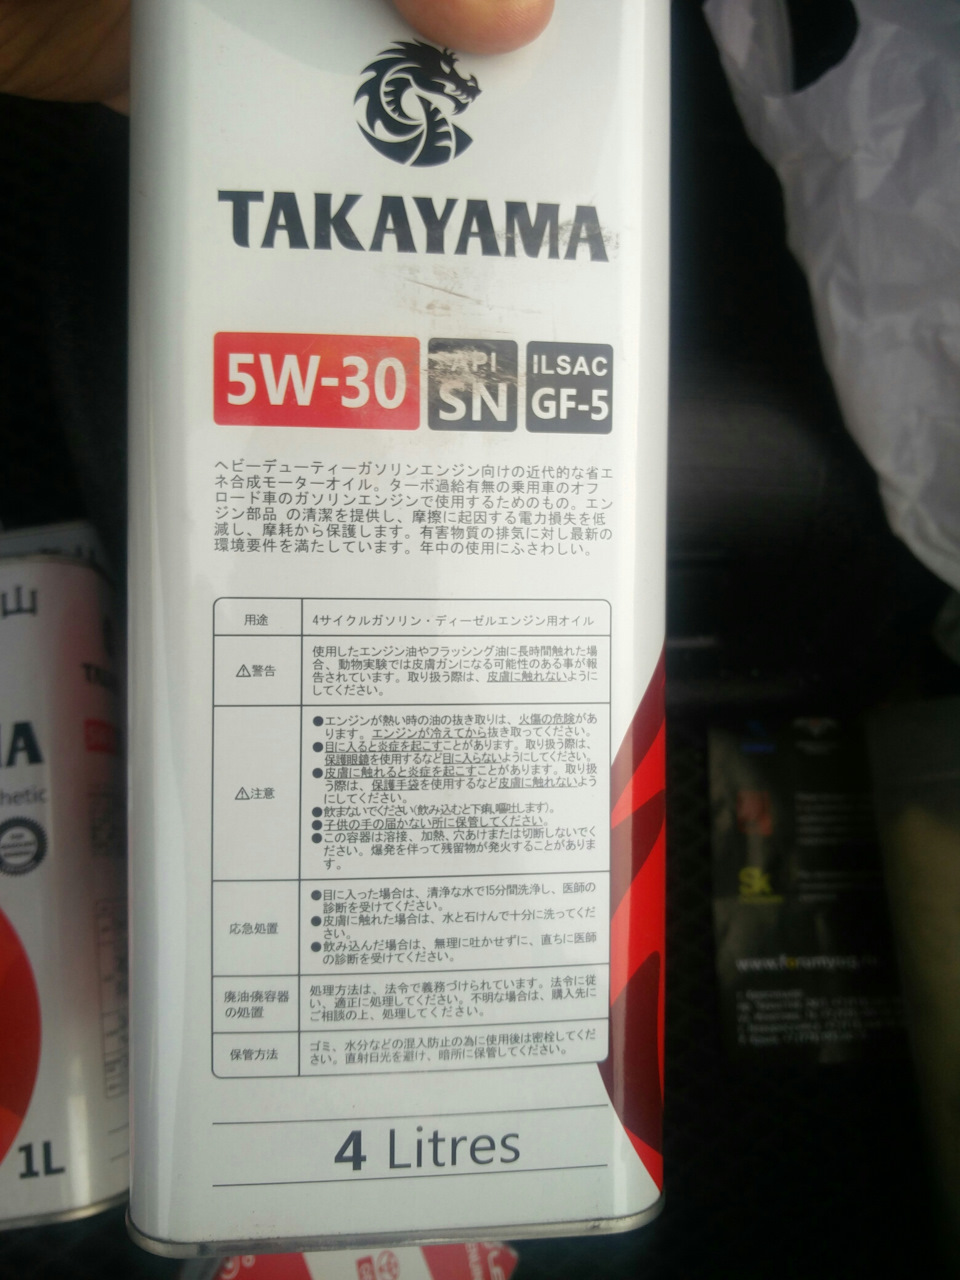 TAKAYAMA
5W-30
API
SN
ILSAC
GF-5
ヘビーデューティーガソリンエンジン向けの近代的な省エ
ネ合成モーターオイル。ターボ過給有無の乗用車のオフ
ロード車のガソリンエンジンで使用するためのもの。エン
ジン部品 の清潔を提供し、摩擦に起因する電力損失を低
減し、摩耗から保護します。有害物質の排気に対し最新の
環境要件を満たしています。年中の使用にふさわしい。
用途
4サイクルガソリン・ディーゼルエンジン用オイル
⚠警告
使用したエンジン油やフラッシング油に長時間触れた場
合、動物実験では皮膚ガンになる可能性のある事が報
告されています。取り扱う際は、皮膚に触れないように
してください。
⚠注意
●エンジンが熱い時の油の抜き取りは、火傷の危険があ
ります。エンジンが冷えてから抜き取ってください。
●目に入ると炎症を起こすことがあります。取り扱う際は、
保護眼鏡を使用するなど目に入らないようにしてください。
●皮膚に触れると炎症を起こすことがあります。取り扱
う際は、保護手袋を使用するなど皮膚に触れないよう
にしてください。
●飲まないでください(飲み込むと下痢、嘔吐します)。
●子供の手の届かない所に保管してください。
●この容器は溶接、加熱、穴あけまたは切断しないでく
ださい。爆発を伴って残留物が発火することがありま
す。
応急処置
●目に入った場合は、清浄な水で15分間洗浄し、医師の
診断を受けてください。
●皮膚に触れた場合は、水と石けんで十分に洗ってくだ
さい。
●飲み込んだ場合は、無理に吐かせずに、直ちに医師
の診断を受けてください。
廃油廃容器
の処置
処理方法は、法令で義務づけられています。法令に従
い、適正に処理してください。不明な場合は、購入先に
ご相談の上、処理してください。
保管方法
ゴミ、水分などの混入防止の為に使用後は密栓してくだ
さい。直射日光を避け、暗所に保管してください。
4 Litres
山
MA
thetic
1L
Sk